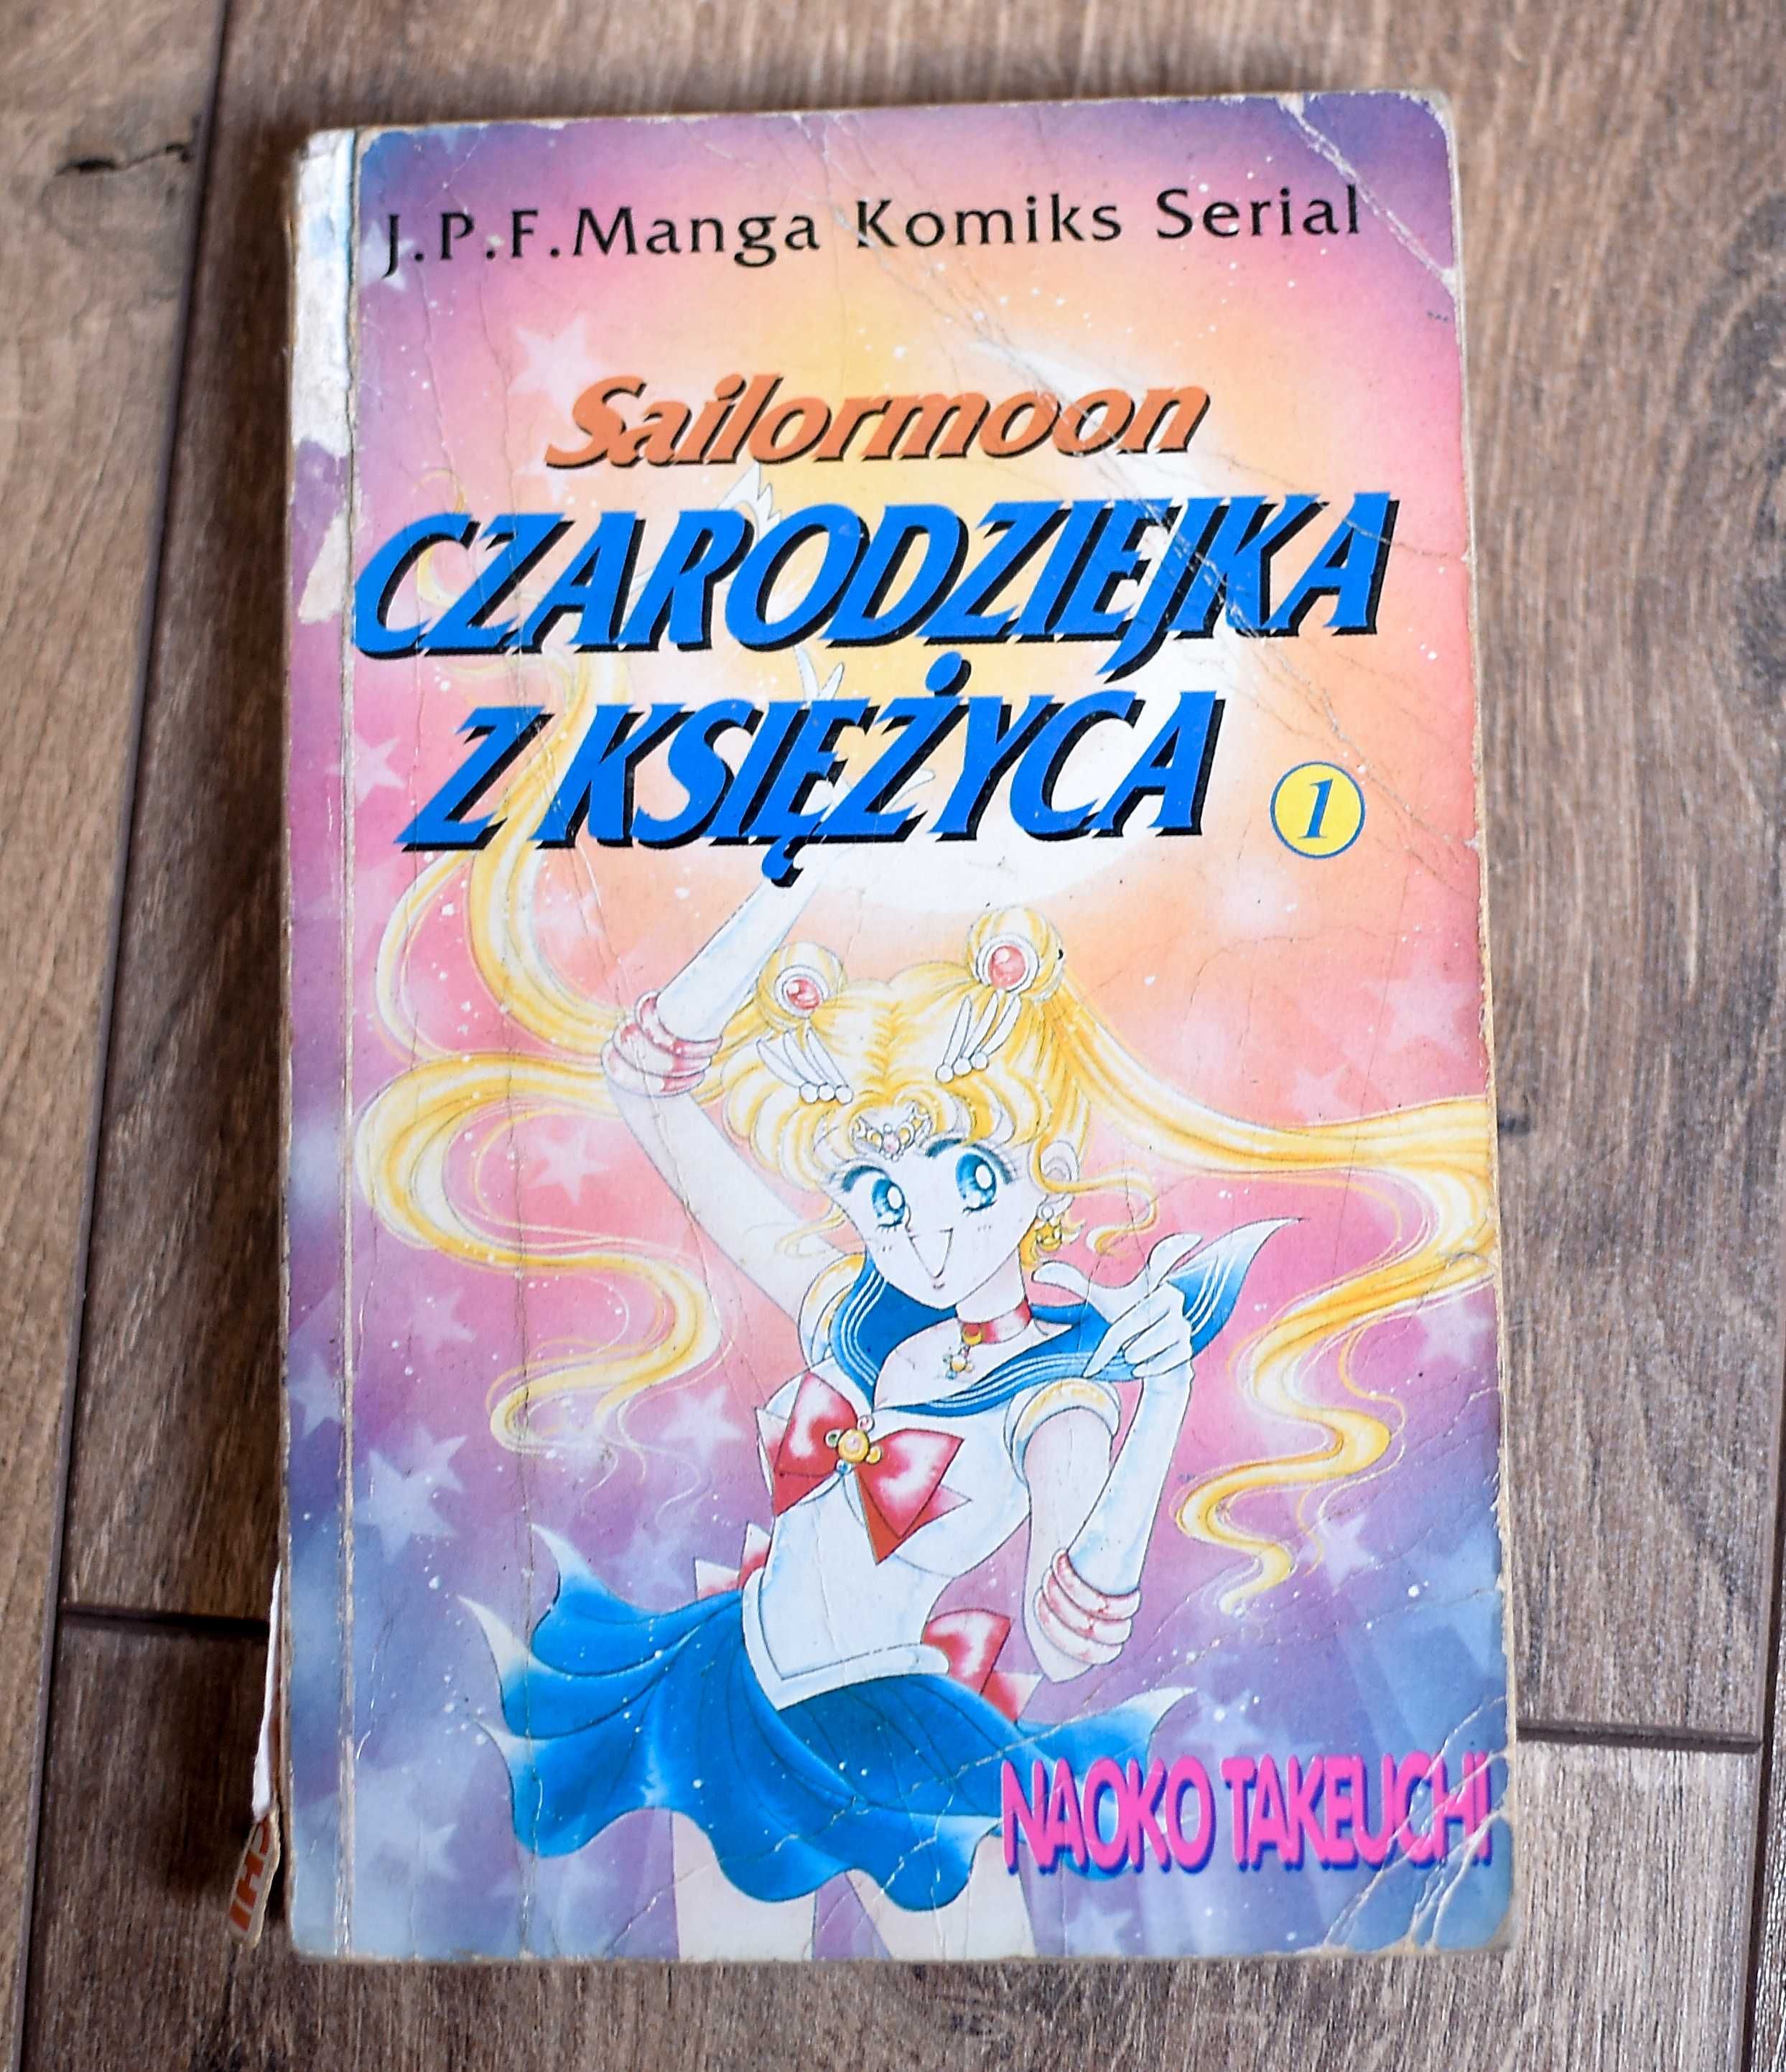 J.P.F. Manga Komiks Serial
Sailormoon
CZARODZIEJKA
Z KSIĘŻYCA
1
NAOKO TAKEUCHI